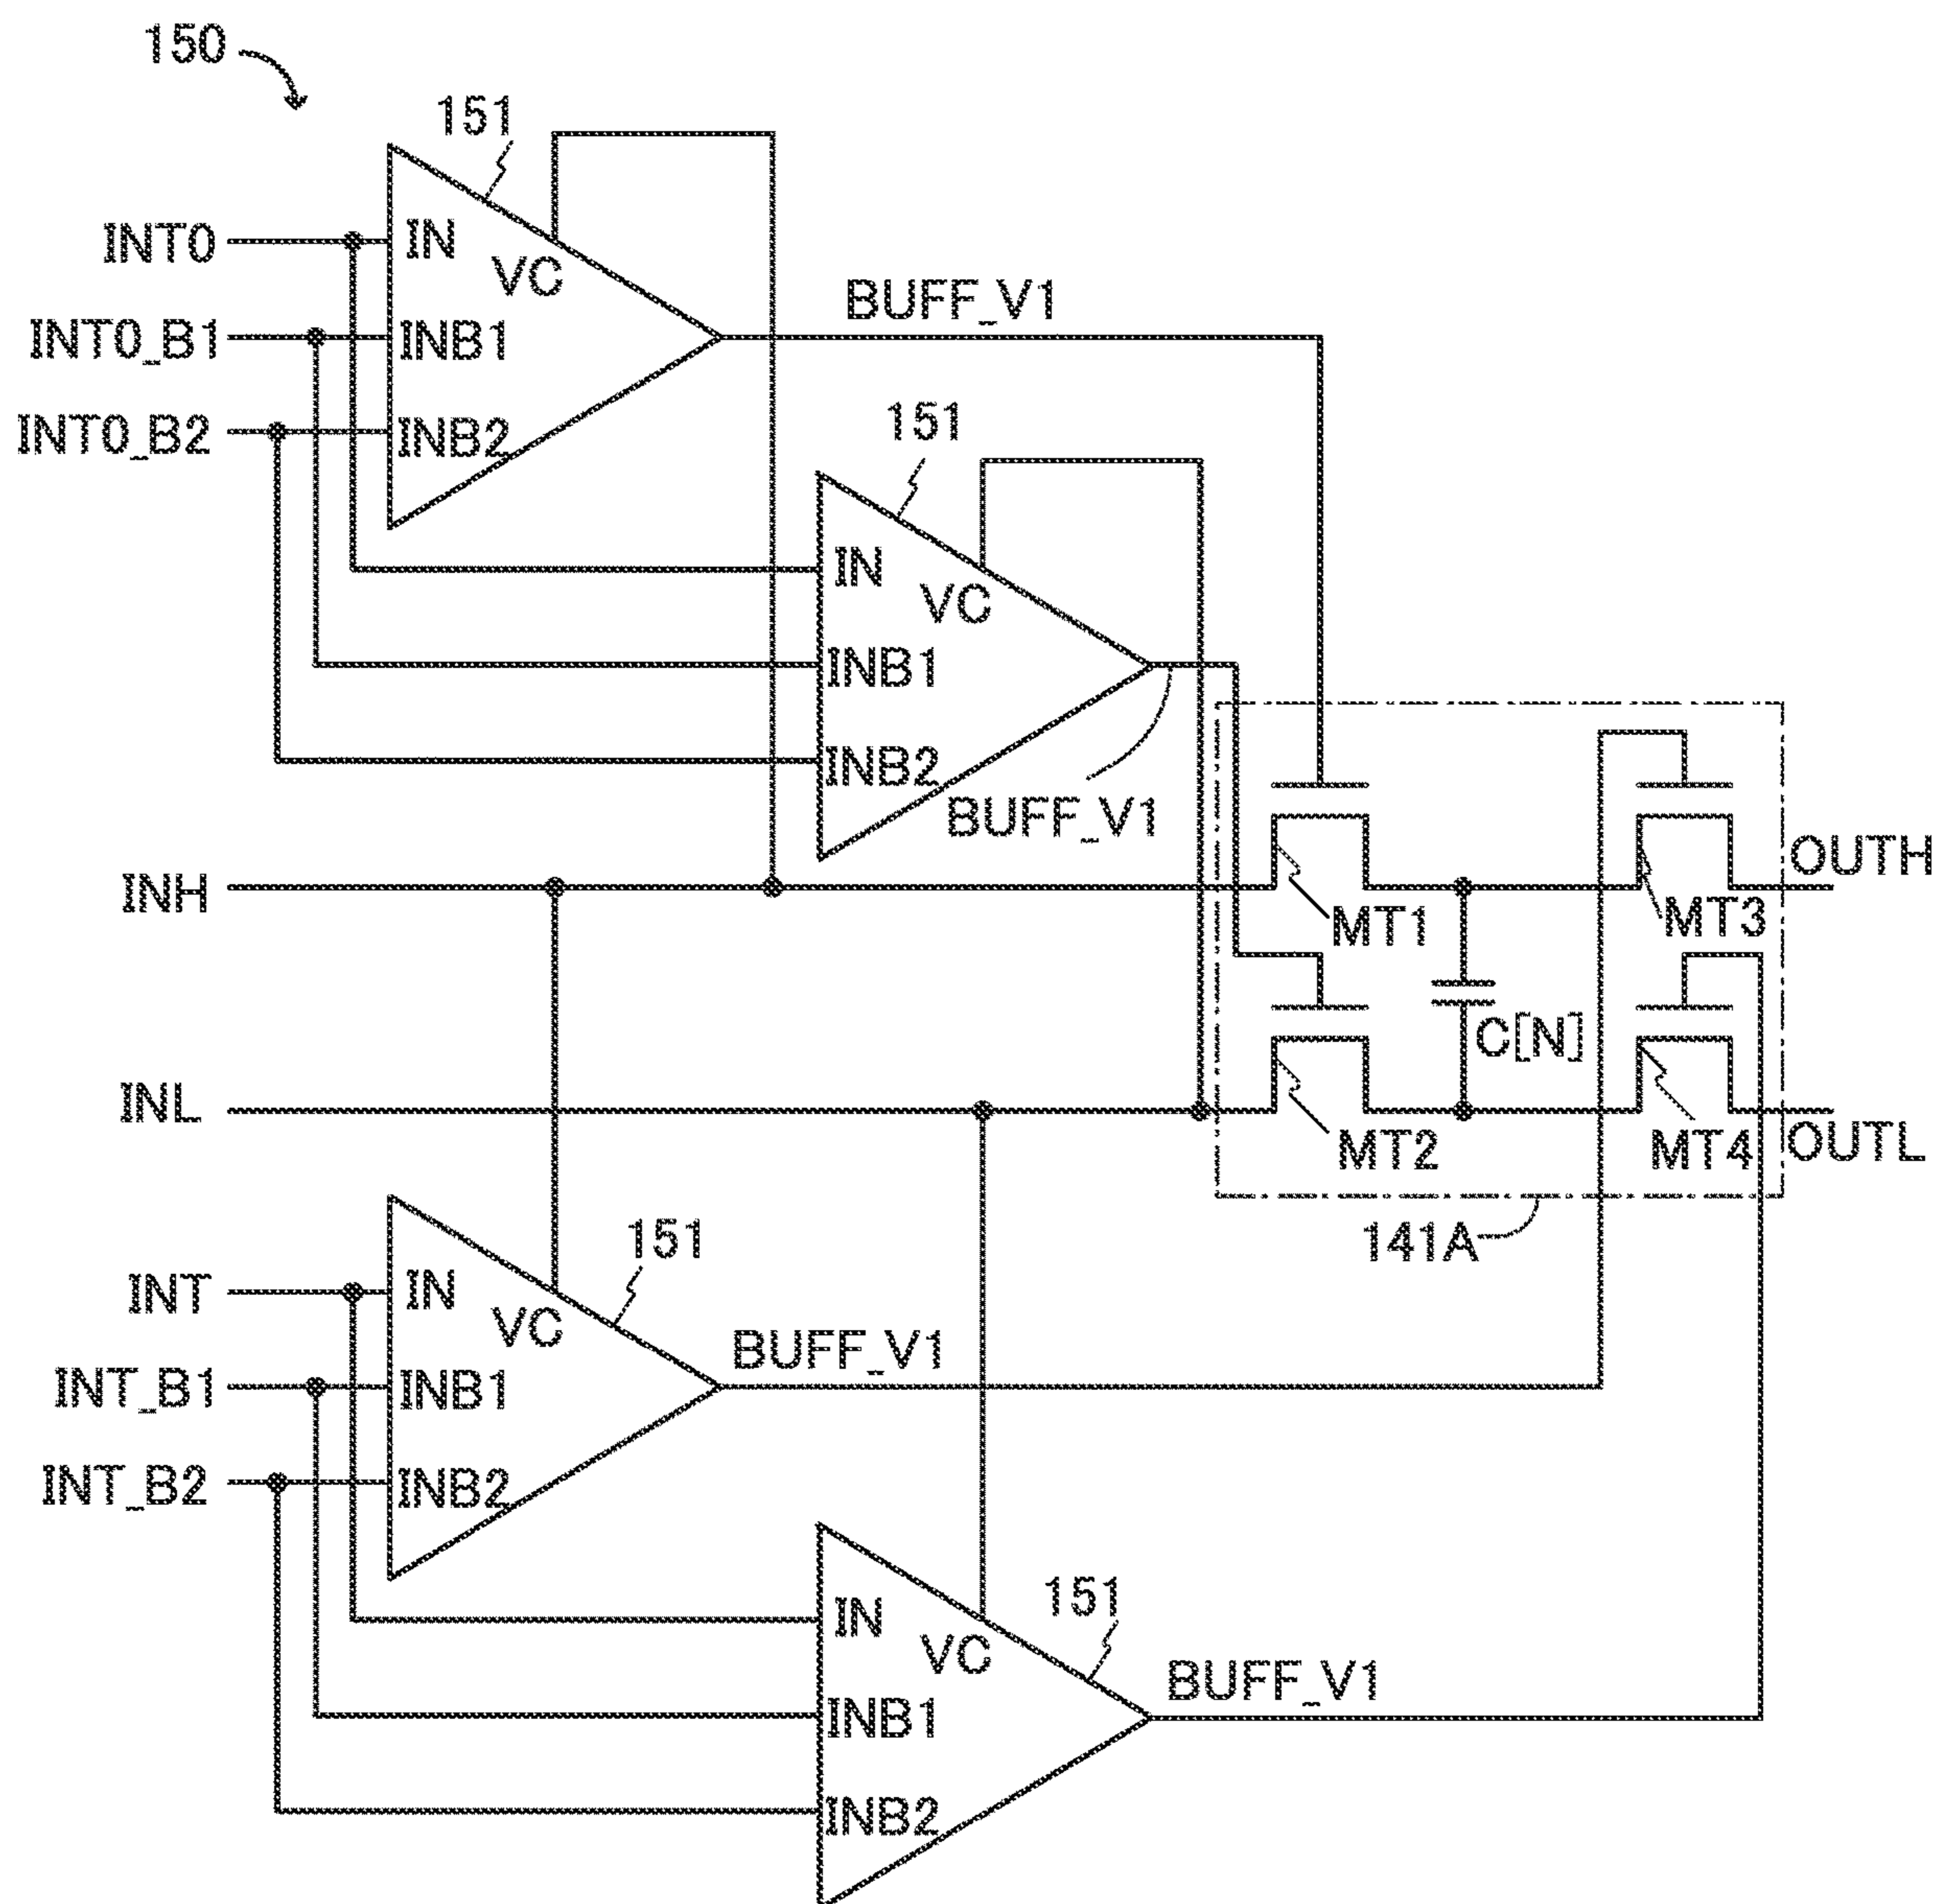 150
151
INT0
IN
VC
BUFF_V1
INT0_B1
INB1
INT0_B2
INB2
151
IN
VC
INB1
INB2
BUFF_V1
INH
OUTH
MT1
MT3
C[N]
INL
MT2
MT4
OUTL
141A
151
INT
IN
VC
BUFF_V1
INT_B1
INB1
INT_B2
INB2
151
IN
VC
BUFF_V1
INB1
INB2